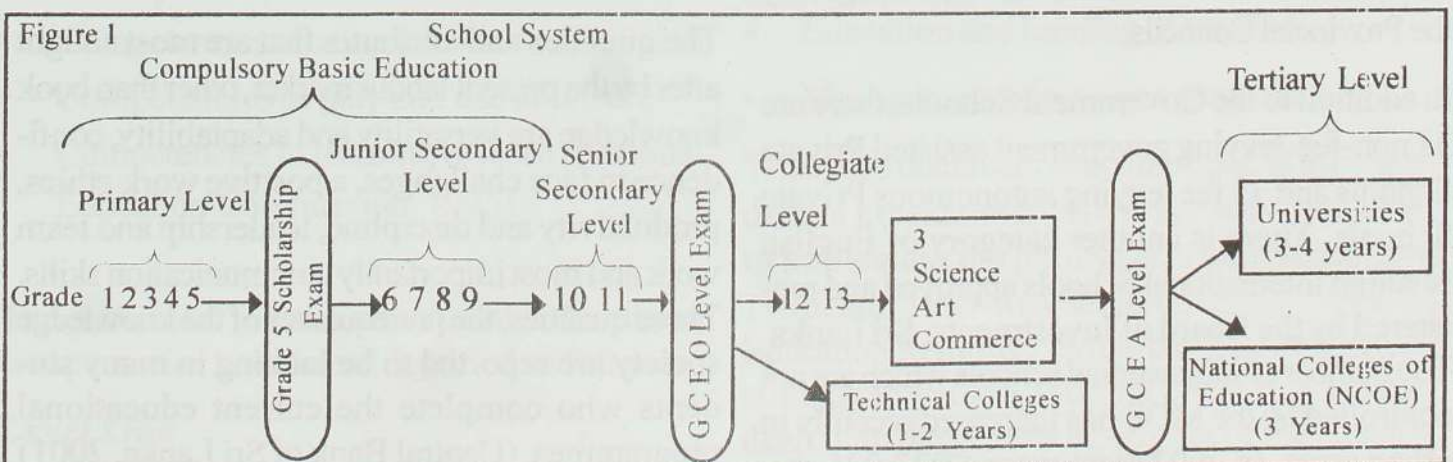 the Provincial Councils.
Figure 1
School System
Compulsory Basic Education
Tertiary Level
Primary Level
Grade 5 Scholarship
Exam
Junior Secondary
Level
Senior
Secondary
Level
G C E O Level Exam
Collegiate
Level
G C E A Level Exam
Grade 1 2 3 4 5
6 7 8 9
10 11
12 13
3
Science
Art
Commerce
Technical Colleges
(1-2 Years)
Universities
(3-4 years)
National Colleges of
Education (NCOE)
(3 Years)